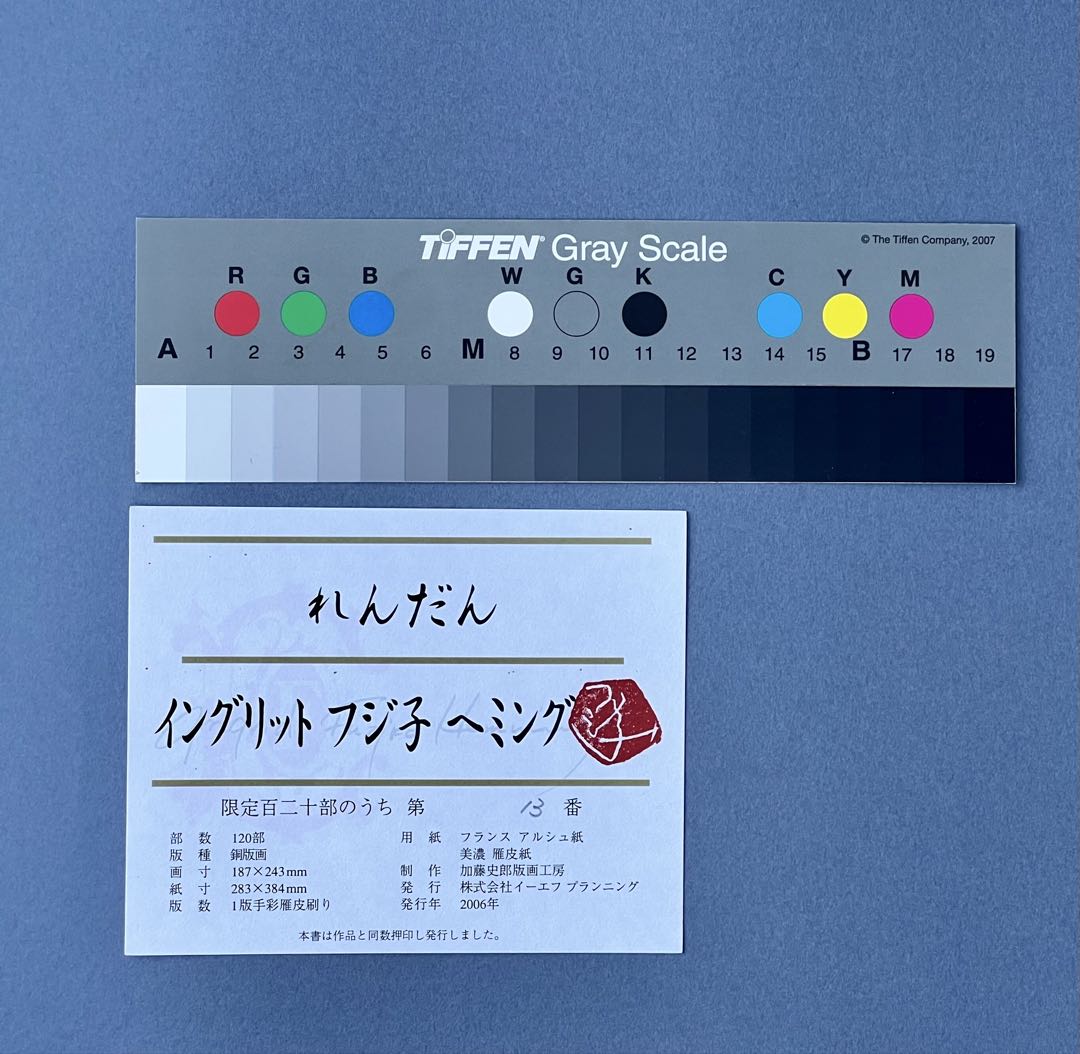 TIFFEN® Gray Scale
© The Tiffen Company, 2007
R G B W G K C Y M
A 1 2 3 4 5 6 M 8 9 10 11 12 13 14 15 B 17 18 19
れんだん
イングリット フジ子 ヘミング
限定百二十部のうち 第 13 番
部 数 120部
版 種 銅版画
画 寸 187×243mm
紙 寸 283×384mm
版 数 1版手彩雁皮刷り
用 紙 フランス アルシュ紙
美濃 雁皮紙
制 作 加藤史郎版画工房
発 行 株式会社イーエフ プランニング
発行年 2006年
本書は作品と同数押印し発行しました。